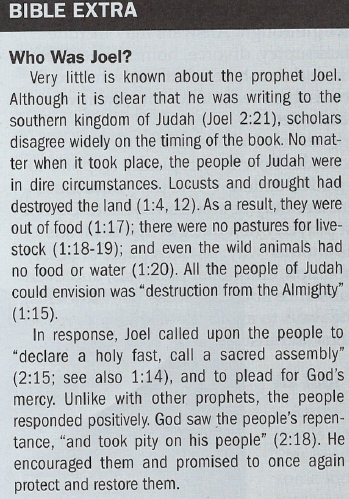 BIBLE EXTRA
Who Was Joel?
Very little is known about the prophet Joel.
Although it is clear that he was writing to the
southern kingdom of Judah (Joel 2:21), scholars
disagree widely on the timing of the book. No mat-
ter when it took place, the people of Judah were
in dire circumstances. Locusts and drought had
destroyed the land (1:4, 12). As a result, they were
out of food (1:17); there were no pastures for live-
stock (1:18-19); and even the wild animals had
no food or water (1:20). All the people of Judah
could envision was “destruction from the Almighty”
(1:15).
In response, Joel called upon the people to
“declare a holy fast, call a sacred assembly”
(2:15; see also 1:14), and to plead for God's
mercy. Unlike with other prophets, the people
responded positively. God saw the people's repen-
tance, “and took pity on his people” (2:18). He
encouraged them and promised to once again
protect and restore them.